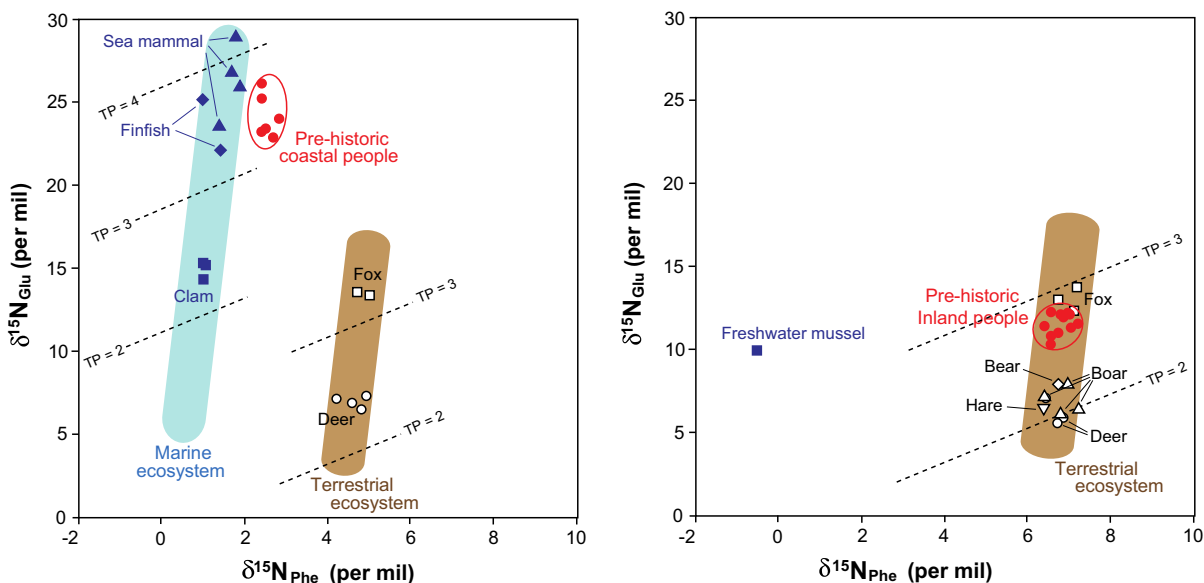 30
25
20
15
10
5
0
-2
0
2
4
6
8
10
δ¹⁵N_Glu (per mil)
δ¹⁵N_Phe (per mil)
Sea mammal
TP = 4
Finfish
Pre-historic
coastal people
TP = 3
Clam
TP = 2
Fox
TP = 3
Deer
TP = 2
Marine
ecosystem
Terrestrial
ecosystem
30
25
20
15
10
5
0
-2
0
2
4
6
8
10
δ¹⁵N_Glu (per mil)
δ¹⁵N_Phe (per mil)
TP = 3
Pre-historic
Inland people
Fox
Freshwater mussel
Bear
Boar
TP = 2
Hare
Deer
Terrestrial
ecosystem